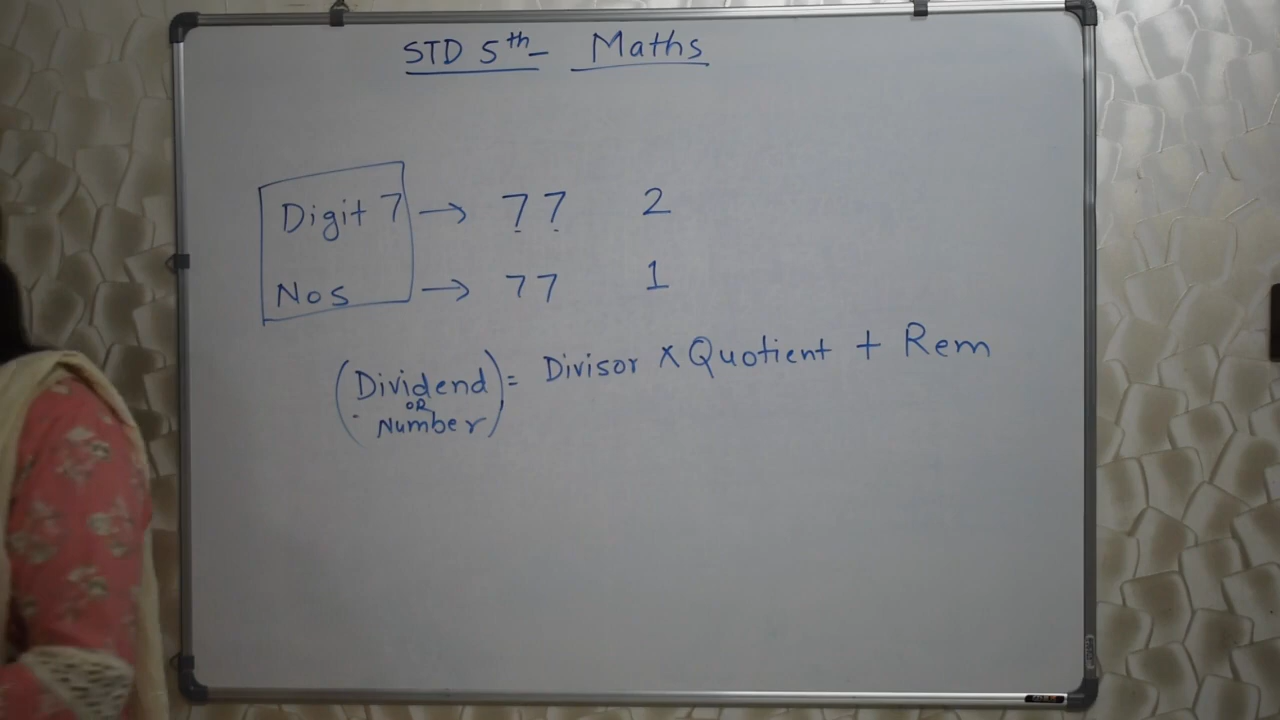 STD 5th - Maths
Digit 7 → 77 2
Nos → 77 1
(Dividend OR Number) = Divisor × Quotient + Rem